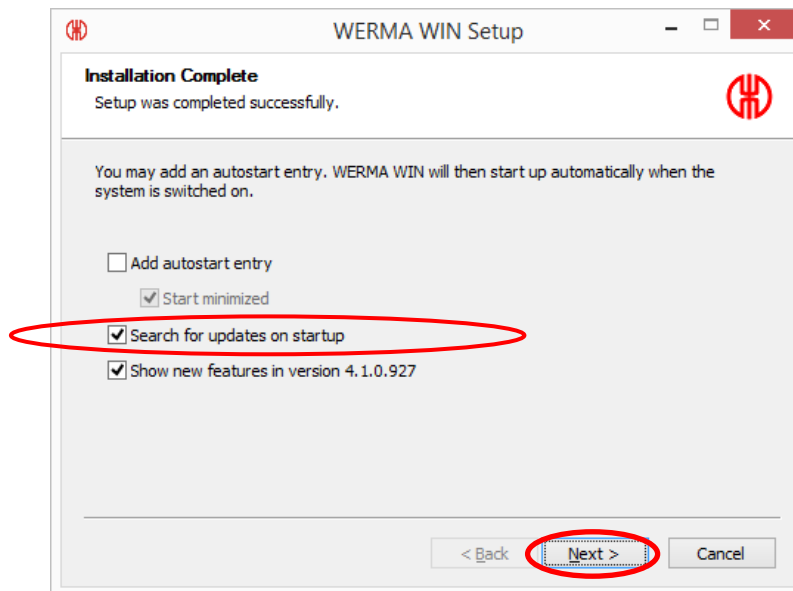 WERMA WIN Setup
Installation Complete
Setup was completed successfully.
You may add an autostart entry. WERMA WIN will then start up automatically when the
system is switched on.
Add autostart entry
Start minimized
Search for updates on startup
Show new features in version 4.1.0.927
< Back Next > Cancel